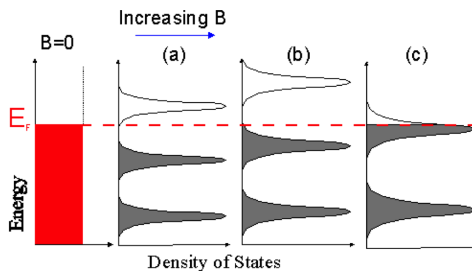 Increasing B
B=0
(a)
(b)
(c)
E_F
Energy
Density of States